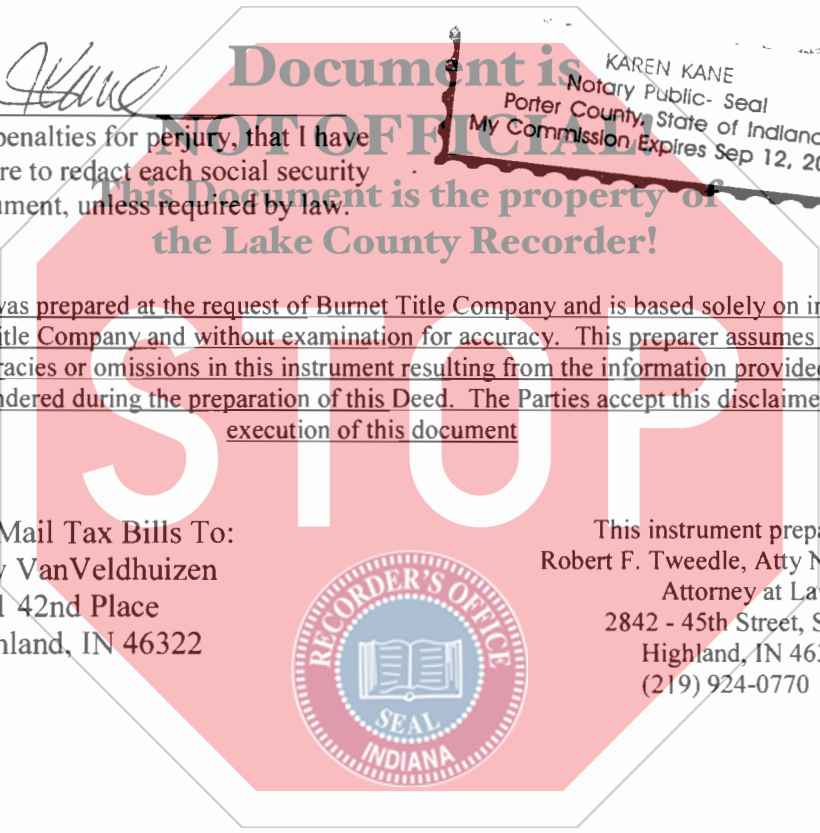 Document is
NOT OFFICIAL!
This Document is the property of
the Lake County Recorder!
KAREN KANE
Notary Public- Seal
Porter County, State of Indiana
My Commission Expires Sep 12, 20
penalties for perjury, that I have
re to redact each social security
ument, unless required by law.
was prepared at the request of Burnet Title Company and is based solely on in
itle Company and without examination for accuracy. This preparer assumes
racies or omissions in this instrument resulting from the information provided
ndered during the preparation of this Deed. The Parties accept this disclaime
execution of this document
STOP
Mail Tax Bills To:
y VanVeldhuizen
1 42nd Place
hland, IN 46322
This instrument prepa
Robert F. Tweedle, Atty N
Attorney at La
2842 - 45th Street, S
Highland, IN 463
(219) 924-0770
RECORDER'S OFFICE
SEAL
INDIANA